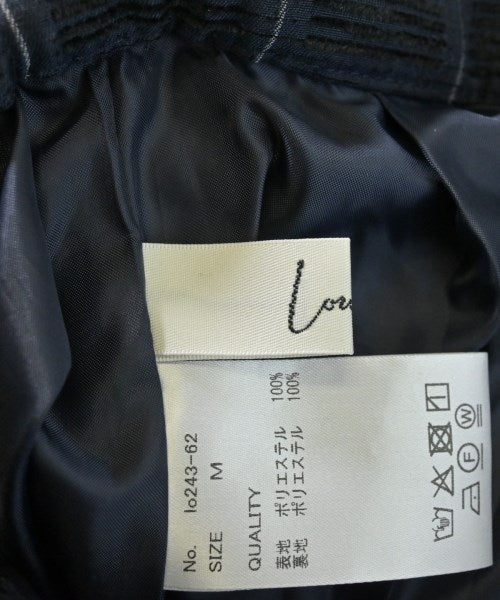 Lou
No. lo243-62
SIZE M
QUALITY
表地 ポリエステル 100%
裏地 ポリエステル 100%
F W